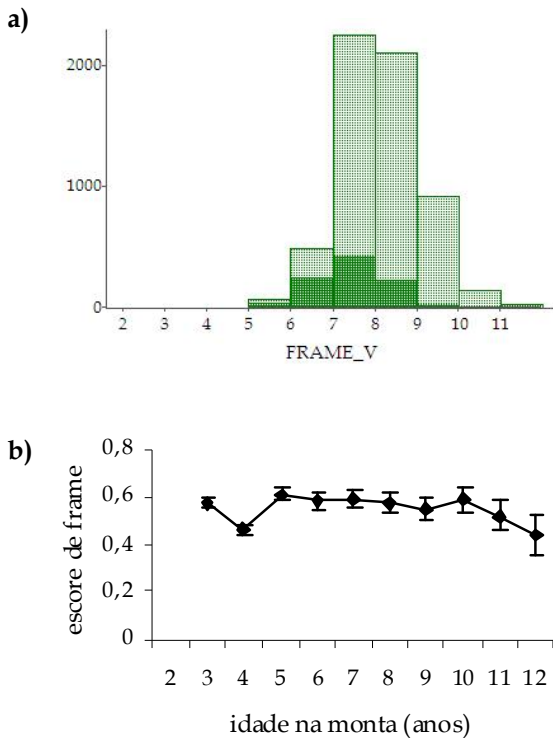 a)
2000
1000
0
2 3 4 5 6 7 8 9 10 11
FRAME_V
b)
0,8
0,6
0,4
0,2
0
escore de frame
2 3 4 5 6 7 8 9 10 11 12
idade na monta (anos)